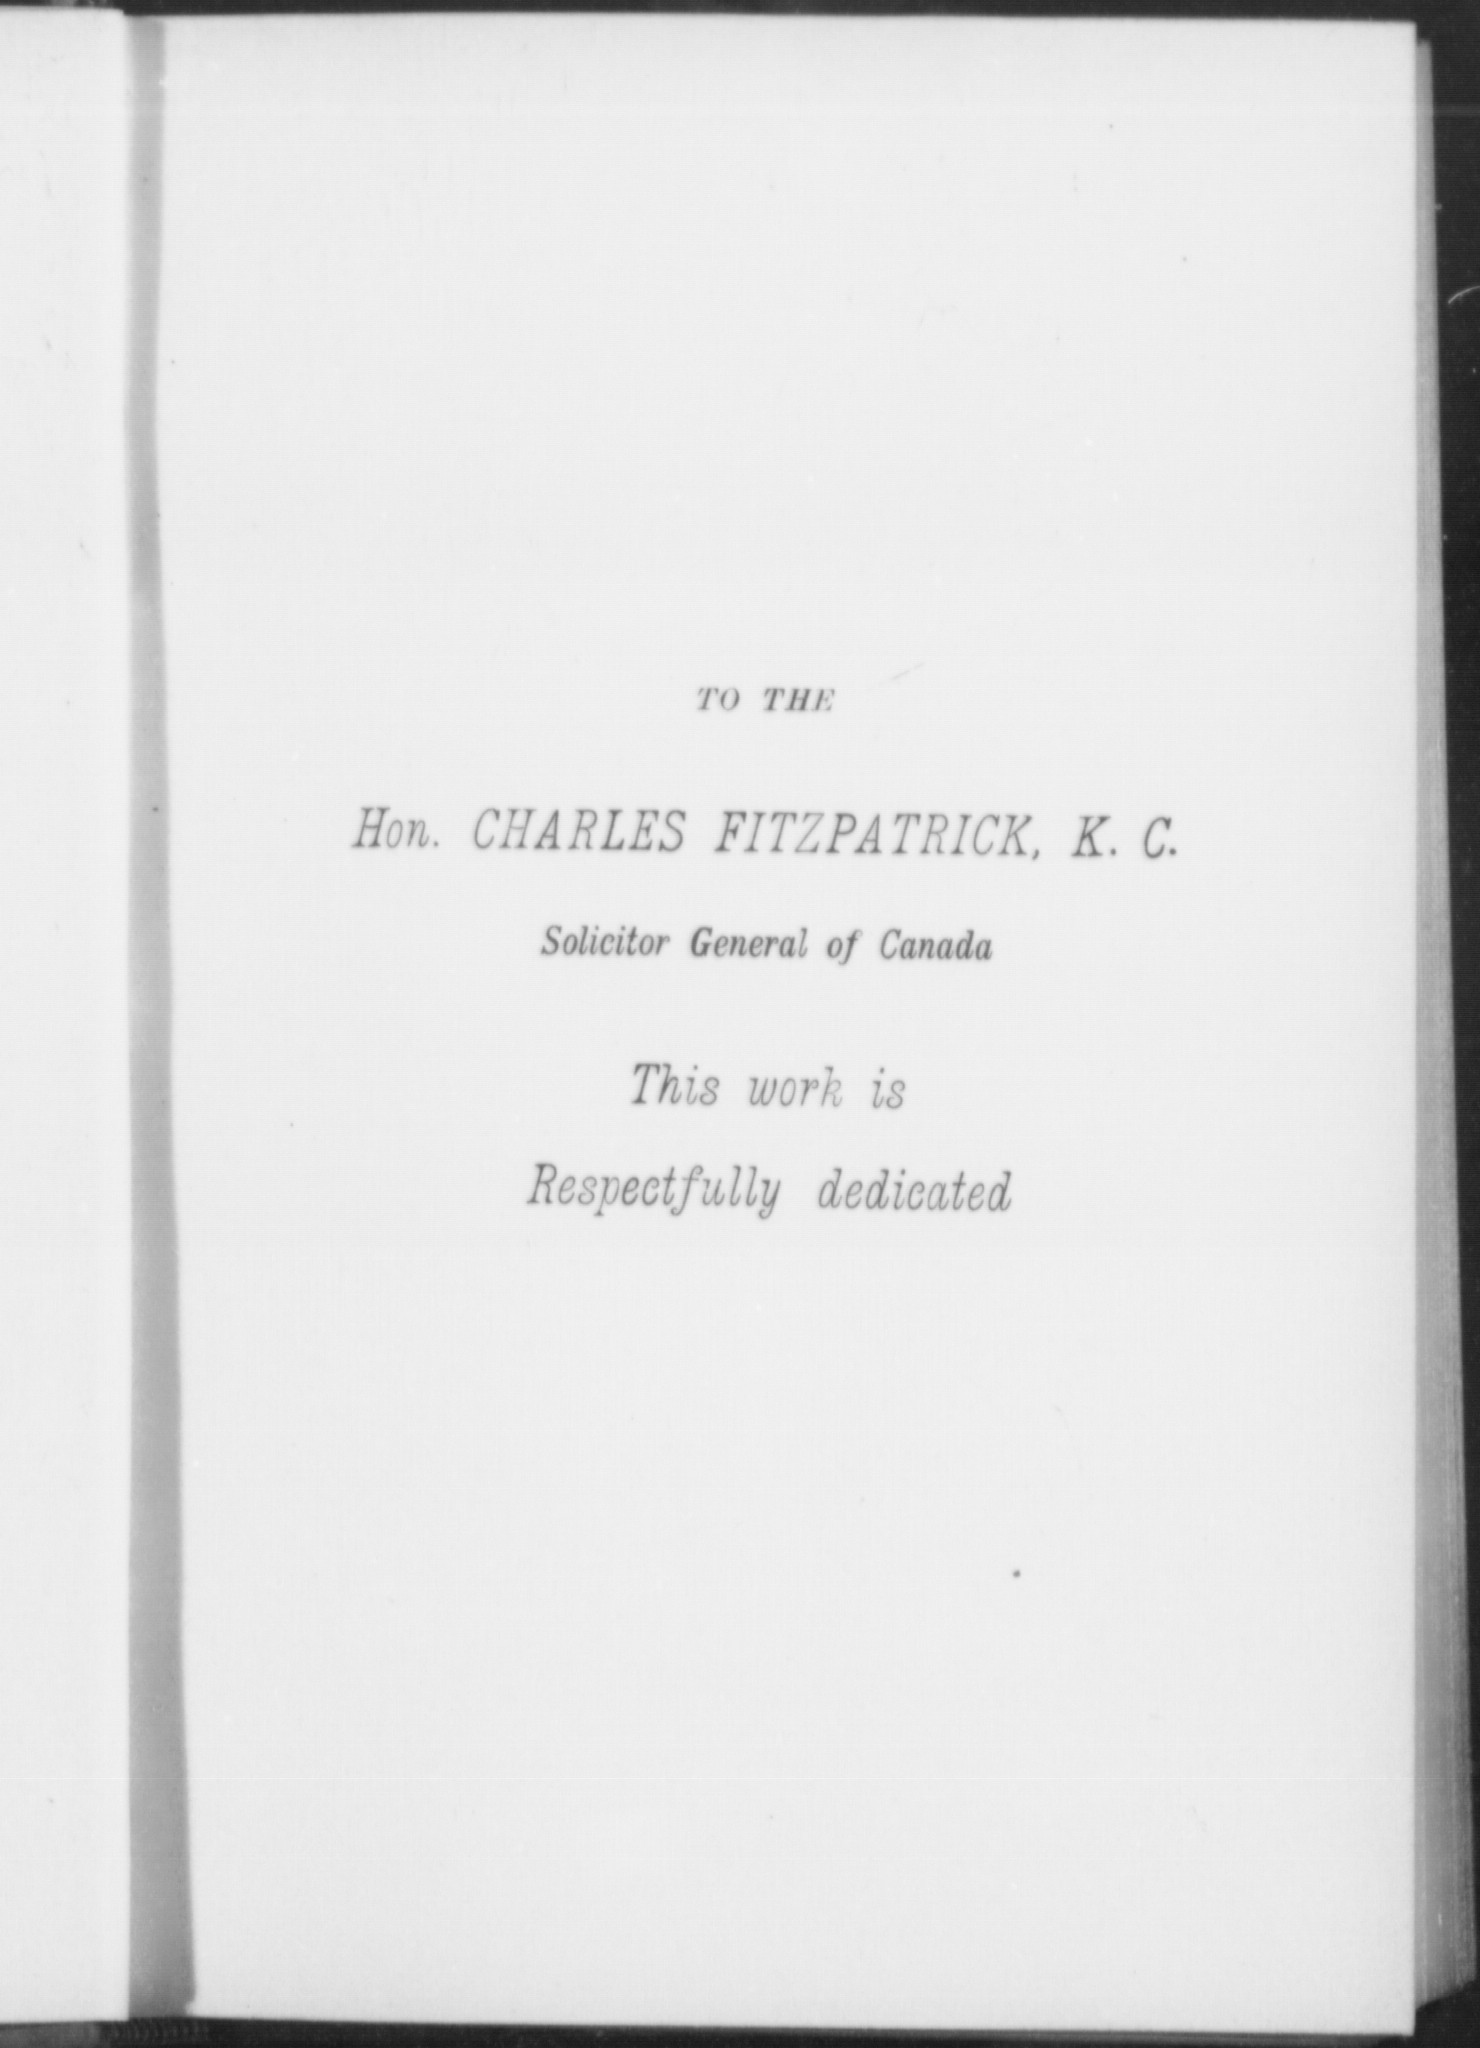 TO THE
Hon. CHARLES FITZPATRICK, K. C.
Solicitor General of Canada
This work is
Respectfully dedicated